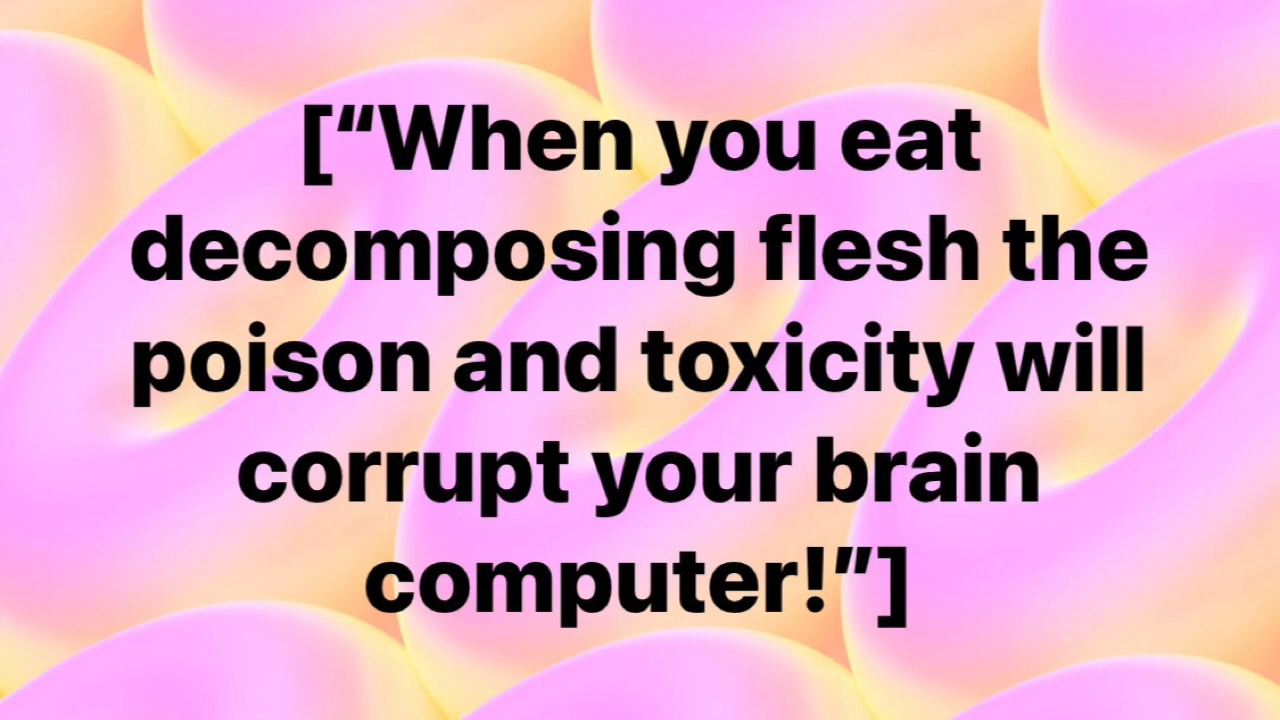 [“When you eat
decomposing flesh the
poison and toxicity will
corrupt your brain
computer!”]